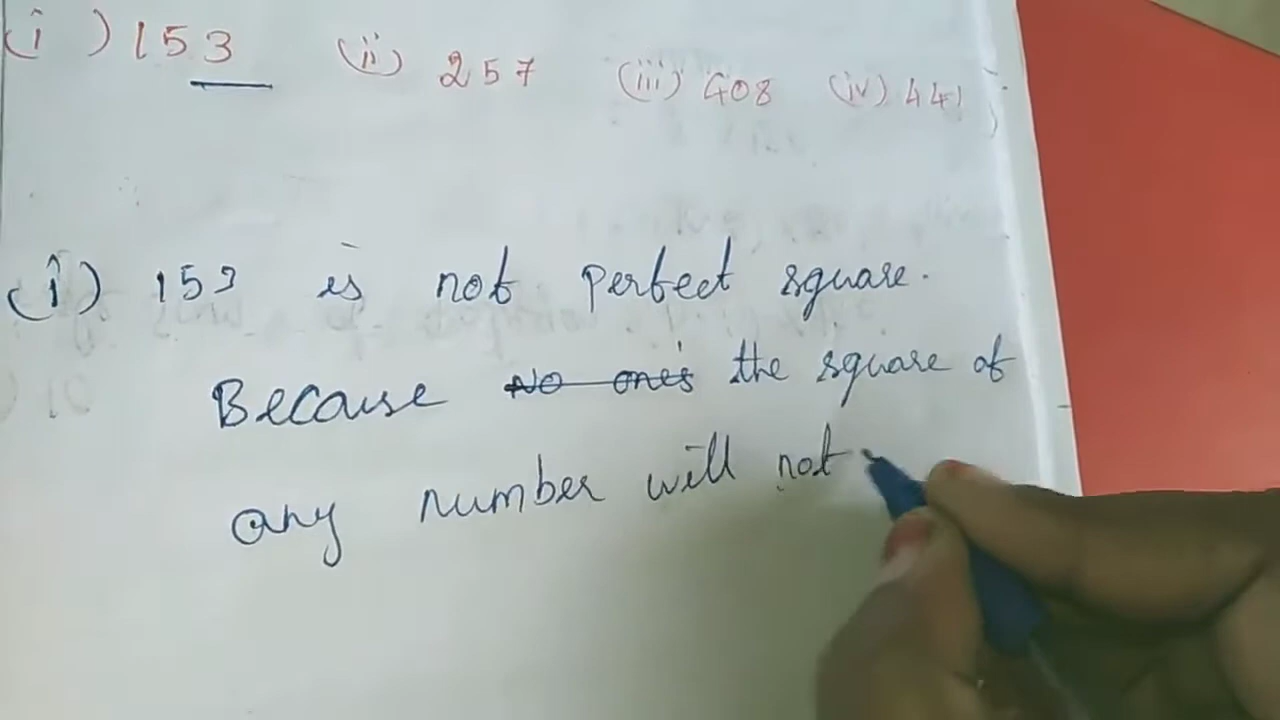 (i) 153 (ii) 257 (iii) 408 (iv) 441
(i) 153 is not perfect square.
Because No one's the square of
any number will not